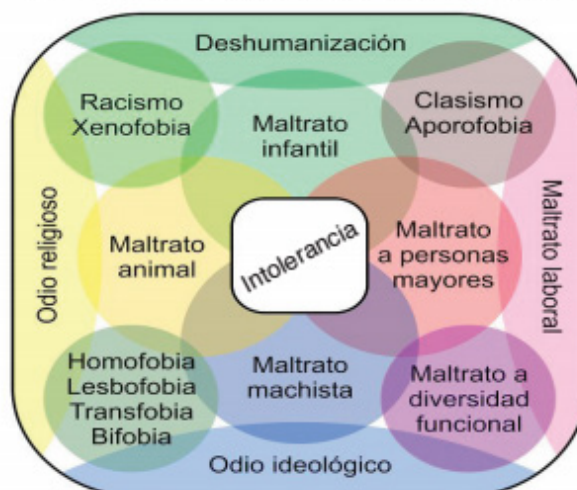 Deshumanización
Racismo
Xenofobia
Maltrato
infantil
Clasismo
Aporofobia
Odio religioso
Maltrato
animal
Intolerancia
Maltrato
a personas
mayores
Maltrato laboral
Homofobia
Lesbofobia
Transfobia
Bifobia
Maltrato
machista
Maltrato a
diversidad
funcional
Odio ideológico